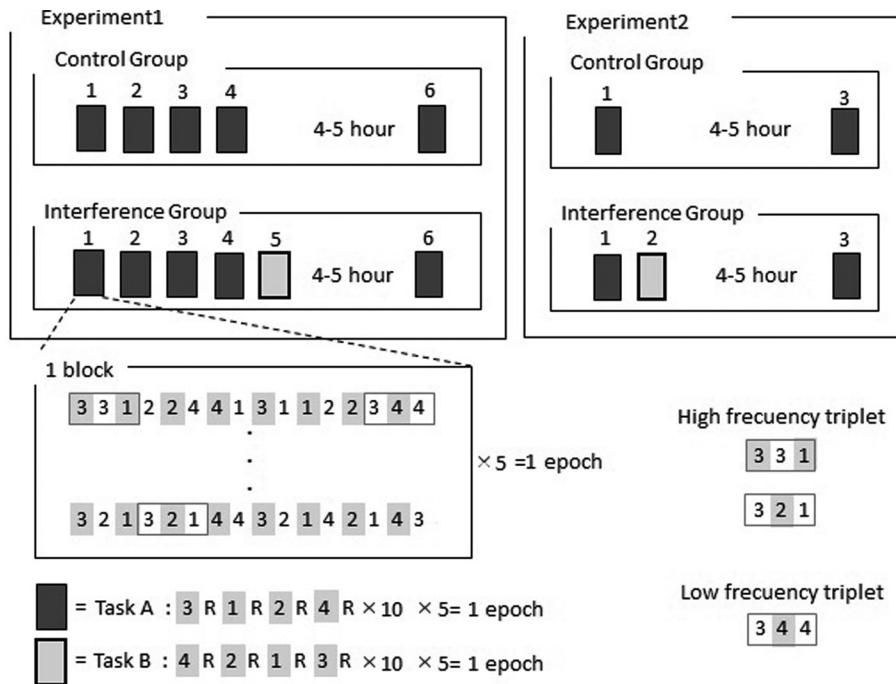 Experiment1
Control Group
1 2 3 4 6
4-5 hour
Interference Group
1 2 3 4 5 6
4-5 hour
Experiment2
Control Group
1 3
4-5 hour
Interference Group
1 2 3
4-5 hour
1 block
3 3 1 2 2 4 4 1 3 1 1 2 2 3 4 4
3 2 1 3 2 1 4 4 3 2 1 4 2 1 4 3
×5 =1 epoch
High frecuency triplet
3 3 1
3 2 1
Low frecuency triplet
3 4 4
= Task A : 3 R 1 R 2 R 4 R ×10 ×5= 1 epoch
= Task B : 4 R 2 R 1 R 3 R ×10 ×5= 1 epoch